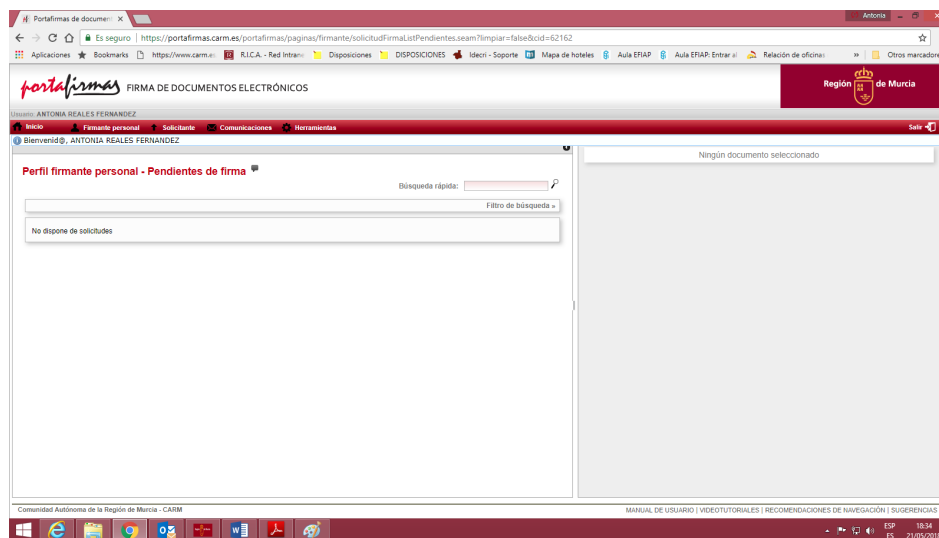 Portafirmas de document
Antonia
Es seguro | https://portafirmas.carm.es/portafirmas/paginas/firmante/solicitudFirmaListPendientes.seam?limpiar=false&cid=62162
Aplicaciones Bookmarks https://www.carm.es R.I.C.A. - Red Intrane Disposiciones DISPOSICIONES Idecri - Soporte Mapa de hoteles Aula EFIAP Aula EFIAP: Entrar al Relación de oficinas » Otros marcadore
portafirmas FIRMA DE DOCUMENTOS ELECTRÓNICOS
Región de Murcia
Usuario: ANTONIA REALES FERNANDEZ
Inicio Firmante personal Solicitante Comunicaciones Herramientas Salir
Bienvenid@, ANTONIA REALES FERNANDEZ
Ningún documento seleccionado
Perfil firmante personal - Pendientes de firma
Búsqueda rápida:
Filtro de búsqueda »
No dispone de solicitudes
Comunidad Autónoma de la Región de Murcia - CARM
MANUAL DE USUARIO | VIDEOTUTORIALES | RECOMENDACIONES DE NAVEGACIÓN | SUGERENCIAS
ESP 18:34
ES